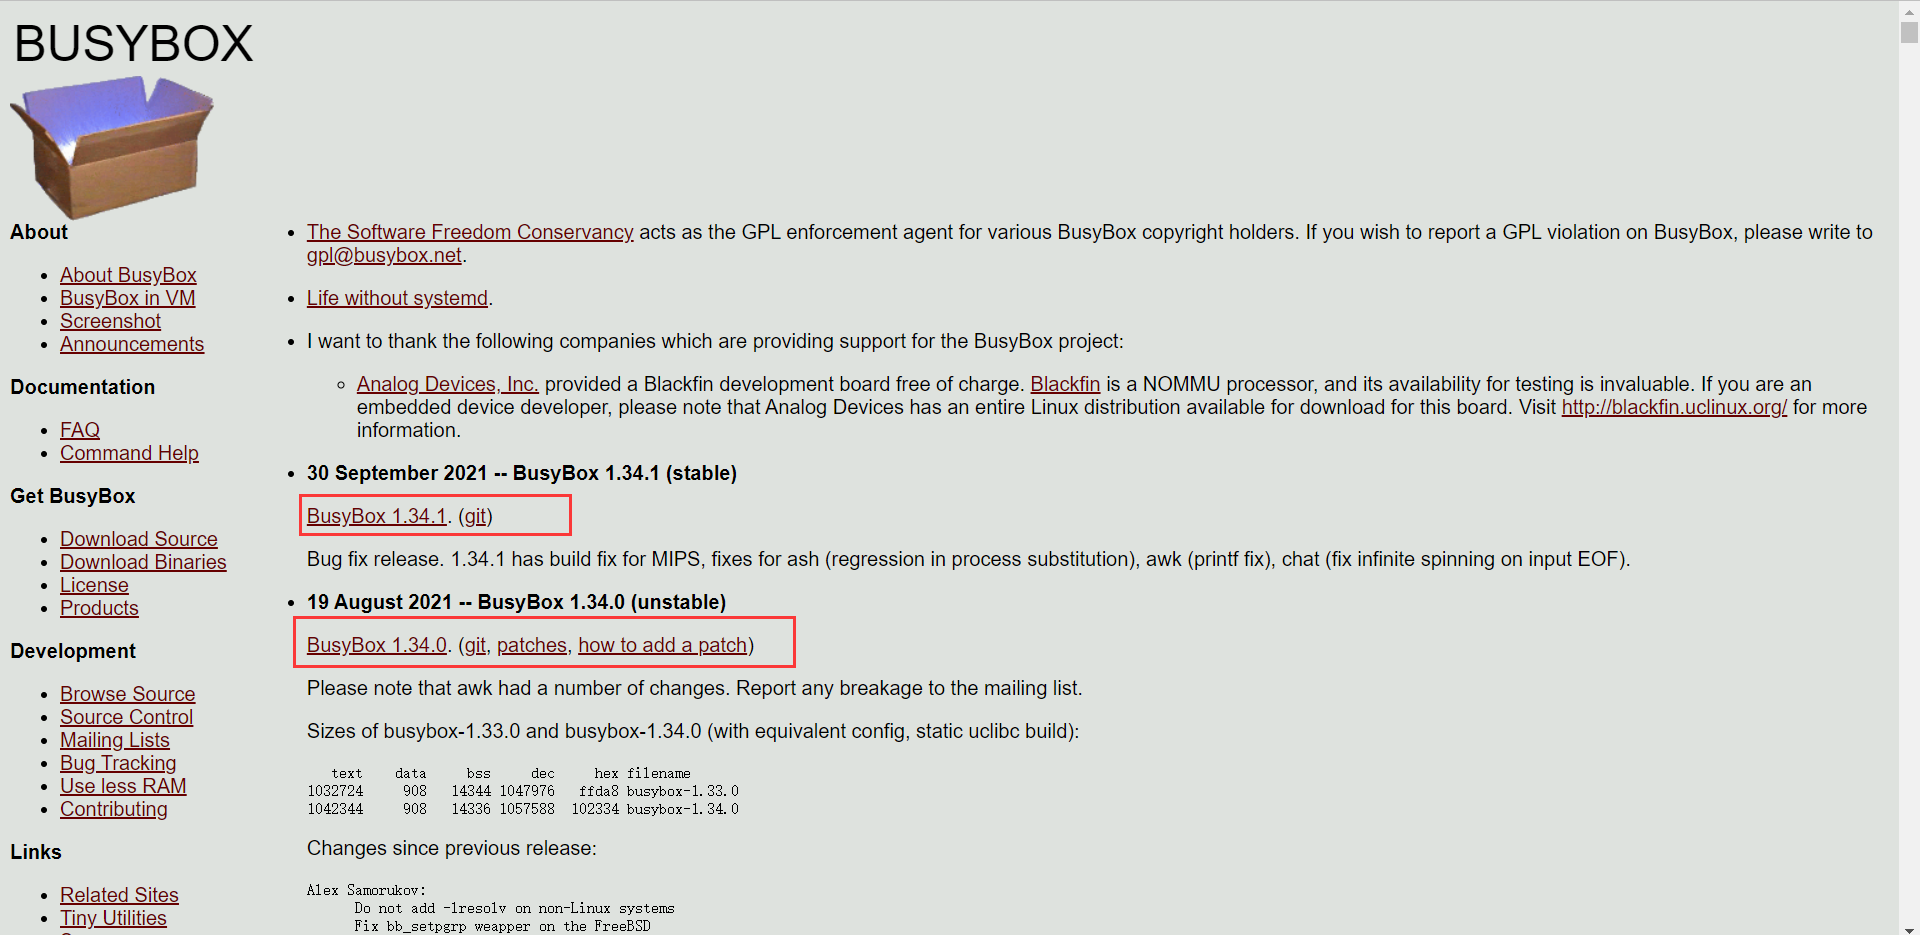 BUSYBOX
About
About BusyBox
BusyBox in VM
Screenshot
Announcements
Documentation
FAQ
Command Help
Get BusyBox
Download Source
Download Binaries
License
Products
Development
Browse Source
Source Control
Mailing Lists
Bug Tracking
Use less RAM
Contributing
Links
Related Sites
Tiny Utilities
The Software Freedom Conservancy acts as the GPL enforcement agent for various BusyBox copyright holders. If you wish to report a GPL violation on BusyBox, please write to
gpl@busybox.net.
Life without systemd.
I want to thank the following companies which are providing support for the BusyBox project:
Analog Devices, Inc. provided a Blackfin development board free of charge. Blackfin is a NOMMU processor, and its availability for testing is invaluable. If you are an
embedded device developer, please note that Analog Devices has an entire Linux distribution available for download for this board. Visit http://blackfin.uclinux.org/ for more
information.
30 September 2021 -- BusyBox 1.34.1 (stable)
BusyBox 1.34.1. (git)
Bug fix release. 1.34.1 has build fix for MIPS, fixes for ash (regression in process substitution), awk (printf fix), chat (fix infinite spinning on input EOF).
19 August 2021 -- BusyBox 1.34.0 (unstable)
BusyBox 1.34.0. (git, patches, how to add a patch)
Please note that awk had a number of changes. Report any breakage to the mailing list.
Sizes of busybox-1.33.0 and busybox-1.34.0 (with equivalent config, static uclibc build):
text data bss dec hex filename
1032724 908 14344 1047976 ffda8 busybox-1.33.0
1042344 908 14336 1057588 102334 busybox-1.34.0
Changes since previous release:
Alex Samorukov:
Do not add -lresolv on non-Linux systems
Fix bb_setpgrp weapper on the FreeBSD